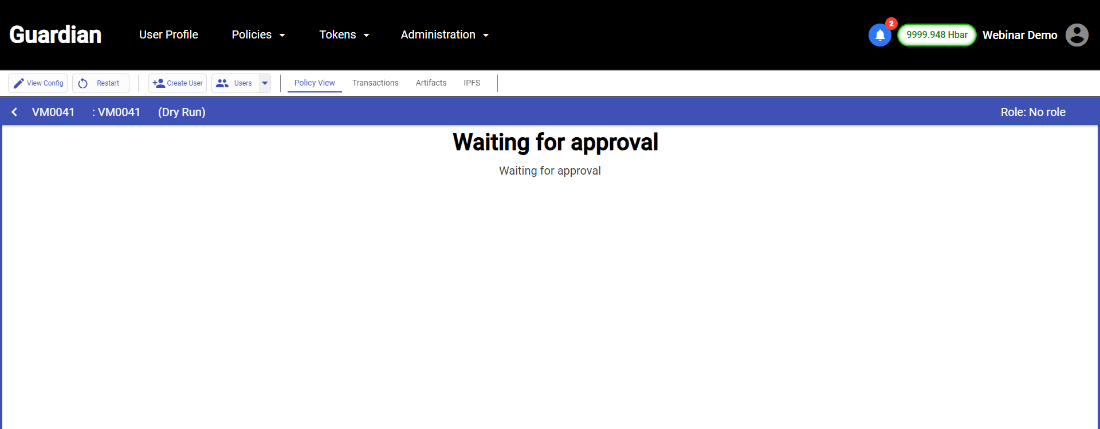 Guardian User Profile Policies Tokens Administration 2 9999.948 Hbar Webinar Demo
View Config Restart Create User Users Policy View Transactions Artifacts IPFS
VM0041 : VM0041 (Dry Run) Role: No role
Waiting for approval
Waiting for approval